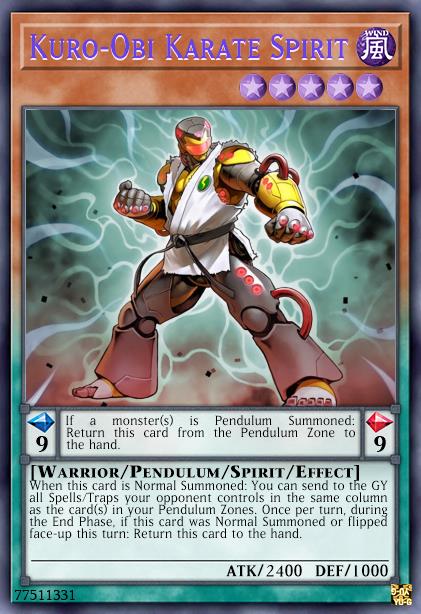 Kuro-Obi Karate Spirit
WIND
風
9
If a monster(s) is Pendulum Summoned:
Return this card from the Pendulum Zone to
the hand.
9
[Warrior/Pendulum/Spirit/Effect]
When this card is Normal Summoned: You can send to the GY
all Spells/Traps your opponent controls in the same column
as the card(s) in your Pendulum Zones. Once per turn, during
the End Phase, if this card was Normal Summoned or flipped
face-up this turn: Return this card to the hand.
ATK/2400 DEF/1000
77511331